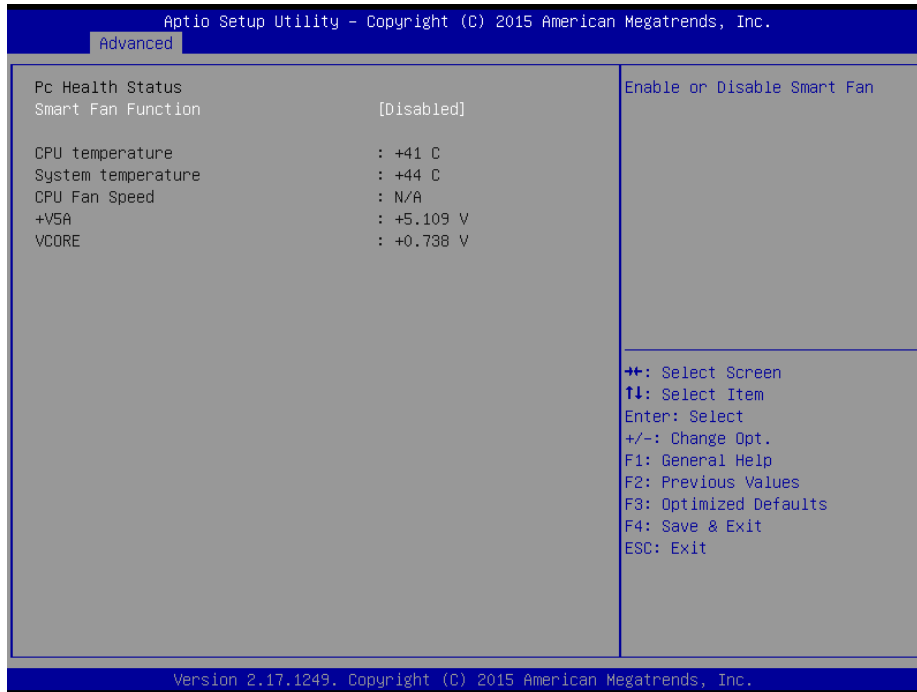 Aptio Setup Utility – Copyright (C) 2015 American Megatrends, Inc.
Advanced
Pc Health Status
Smart Fan Function [Disabled]
CPU temperature : +41 C
System temperature : +44 C
CPU Fan Speed : N/A
+V5A : +5.109 V
VCORE : +0.738 V
Enable or Disable Smart Fan
→←: Select Screen
↑↓: Select Item
Enter: Select
+/-: Change Opt.
F1: General Help
F2: Previous Values
F3: Optimized Defaults
F4: Save & Exit
ESC: Exit
Version 2.17.1249. Copyright (C) 2015 American Megatrends, Inc.